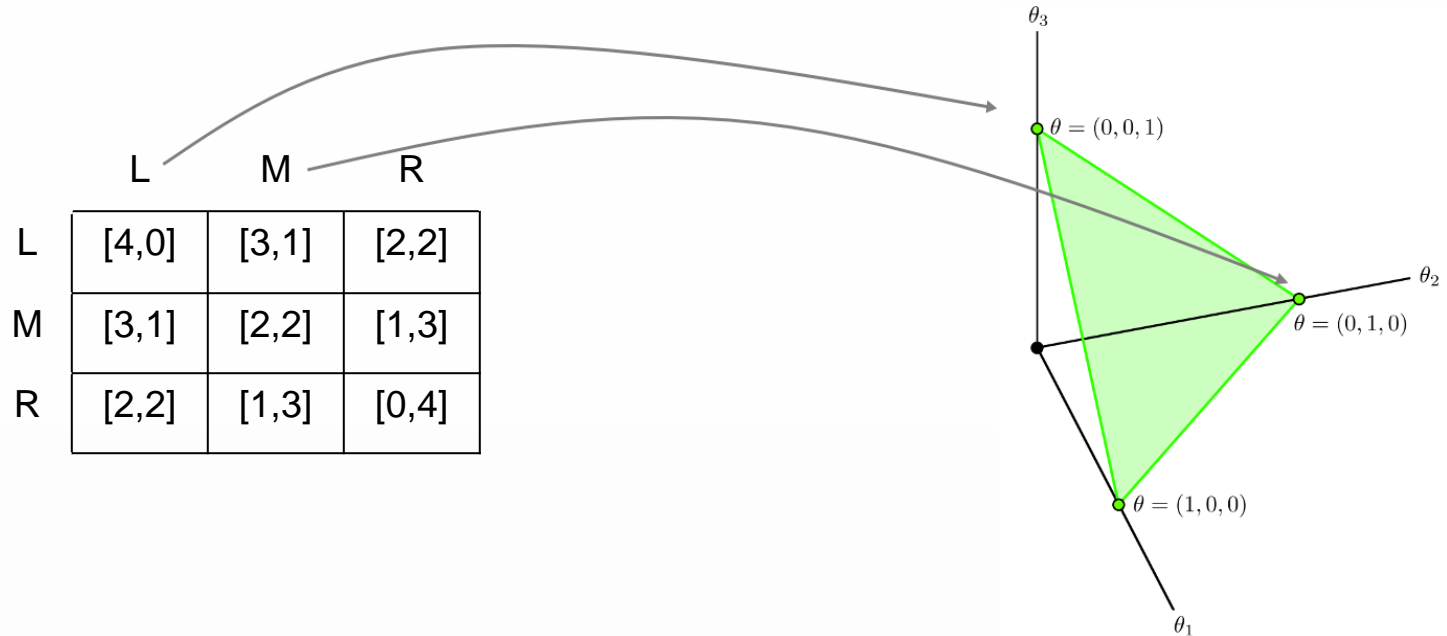 θ₃
θ = (0, 0, 1)
L M R
L [4,0] [3,1] [2,2]
θ₂
M [3,1] [2,2] [1,3]
θ = (0, 1, 0)
R [2,2] [1,3] [0,4]
θ = (1, 0, 0)
θ₁